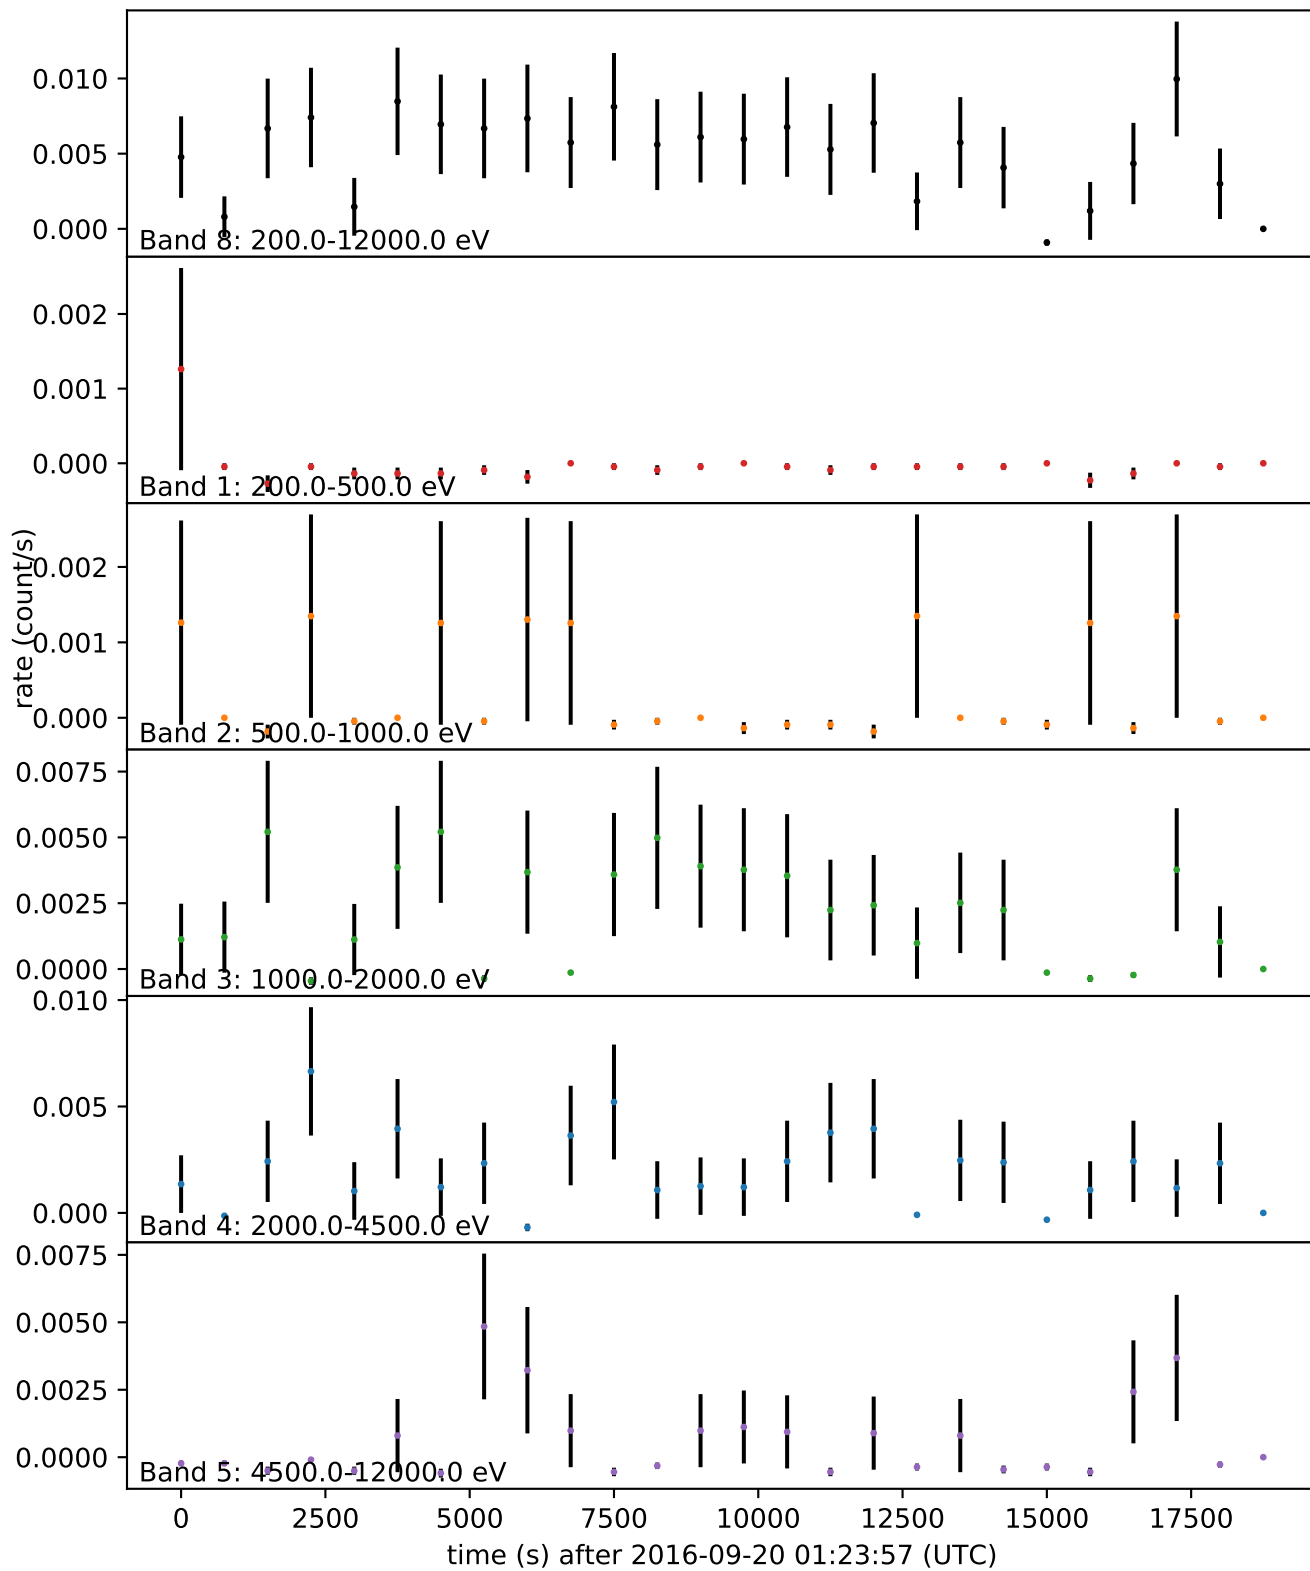 0.010
0.005
0.000
Band 8: 200.0-12000.0 eV
0.002
0.001
0.000
Band 1: 200.0-500.0 eV
rate (count/s)
0.002
0.001
0.000
Band 2: 500.0-1000.0 eV
0.0075
0.0050
0.0025
0.0000
Band 3: 1000.0-2000.0 eV
0.010
0.005
0.000
Band 4: 2000.0-4500.0 eV
0.0075
0.0050
0.0025
0.0000
Band 5: 4500.0-12000.0 eV
0 2500 5000 7500 10000 12500 15000 17500
time (s) after 2016-09-20 01:23:57 (UTC)